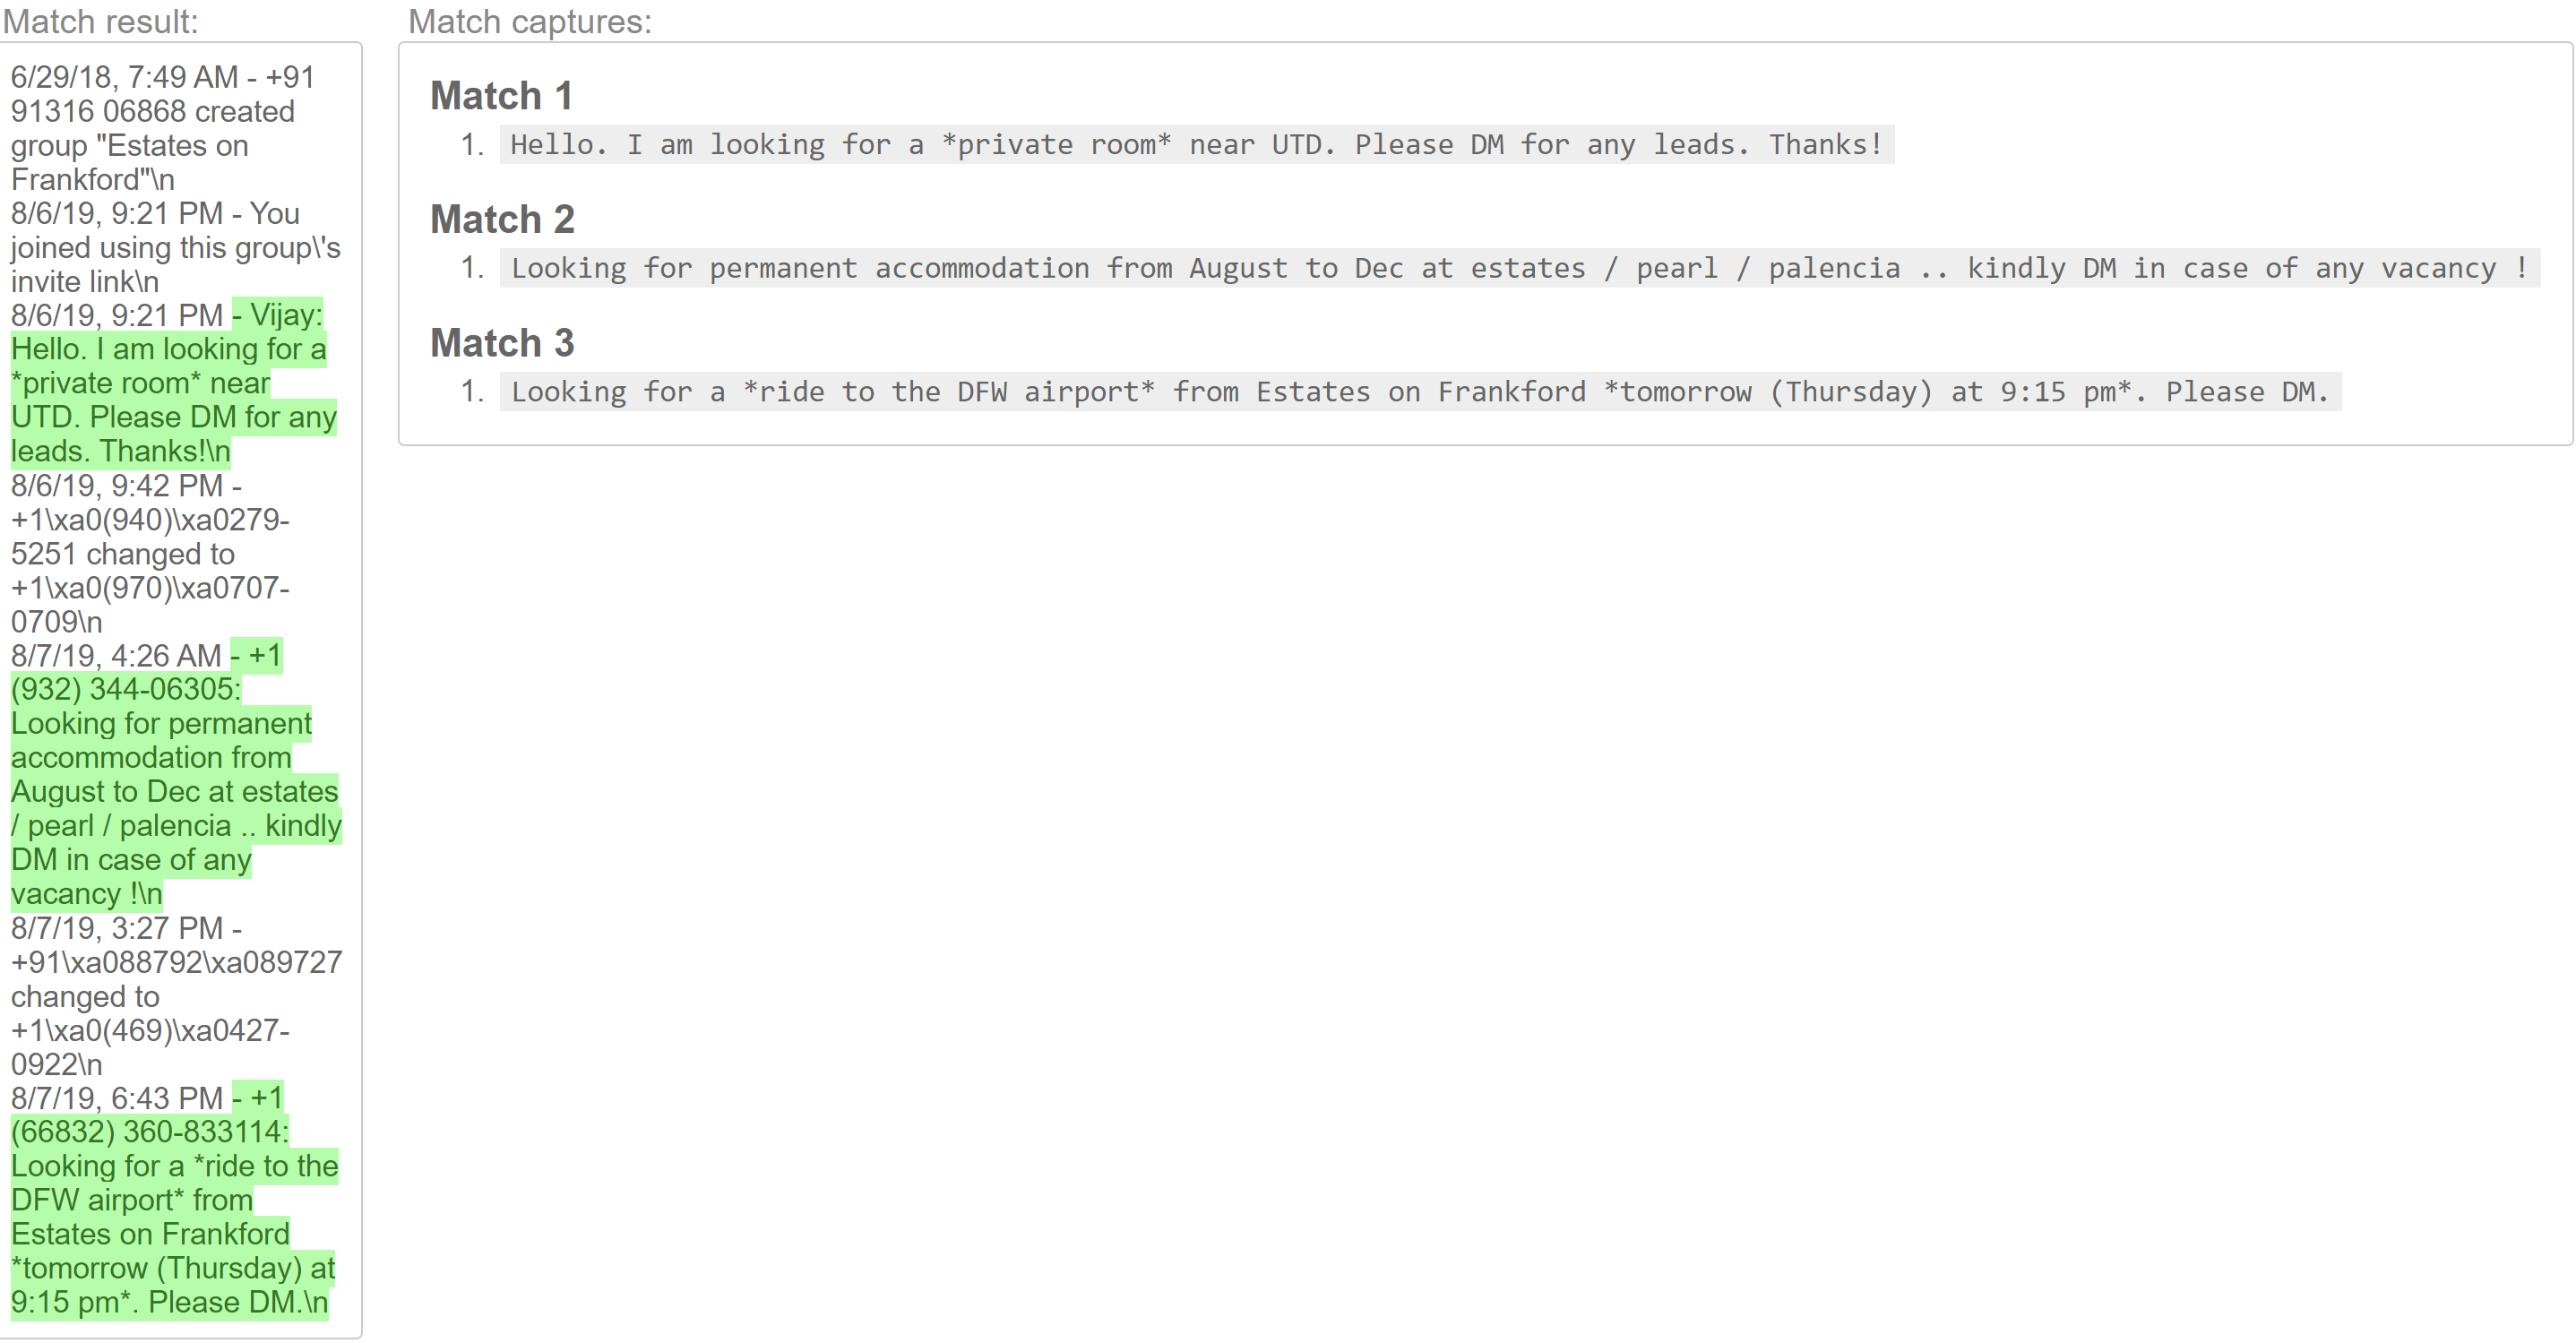 Match result:
6/29/18, 7:49 AM - +91
91316 06868 created
group "Estates on
Frankford"\n
8/6/19, 9:21 PM - You
joined using this group\'s
invite link\n
8/6/19, 9:21 PM - Vijay:
Hello. I am looking for a
*private room* near
UTD. Please DM for any
leads. Thanks!\n
8/6/19, 9:42 PM -
+1\xa0(940)\xa0279-
5251 changed to
+1\xa0(970)\xa0707-
0709\n
8/7/19, 4:26 AM - +1
(932) 344-06305:
Looking for permanent
accommodation from
August to Dec at estates
/ pearl / palencia .. kindly
DM in case of any
vacancy !\n
8/7/19, 3:27 PM -
+91\xa088792\xa089727
changed to
+1\xa0(469)\xa0427-
0922\n
8/7/19, 6:43 PM - +1
(66832) 360-833114:
Looking for a *ride to the
DFW airport* from
Estates on Frankford
*tomorrow (Thursday) at
9:15 pm*. Please DM.\n
Match captures:
Match 1
1. Hello. I am looking for a *private room* near UTD. Please DM for any leads. Thanks!
Match 2
1. Looking for permanent accommodation from August to Dec at estates / pearl / palencia .. kindly DM in case of any vacancy !
Match 3
1. Looking for a *ride to the DFW airport* from Estates on Frankford *tomorrow (Thursday) at 9:15 pm*. Please DM.